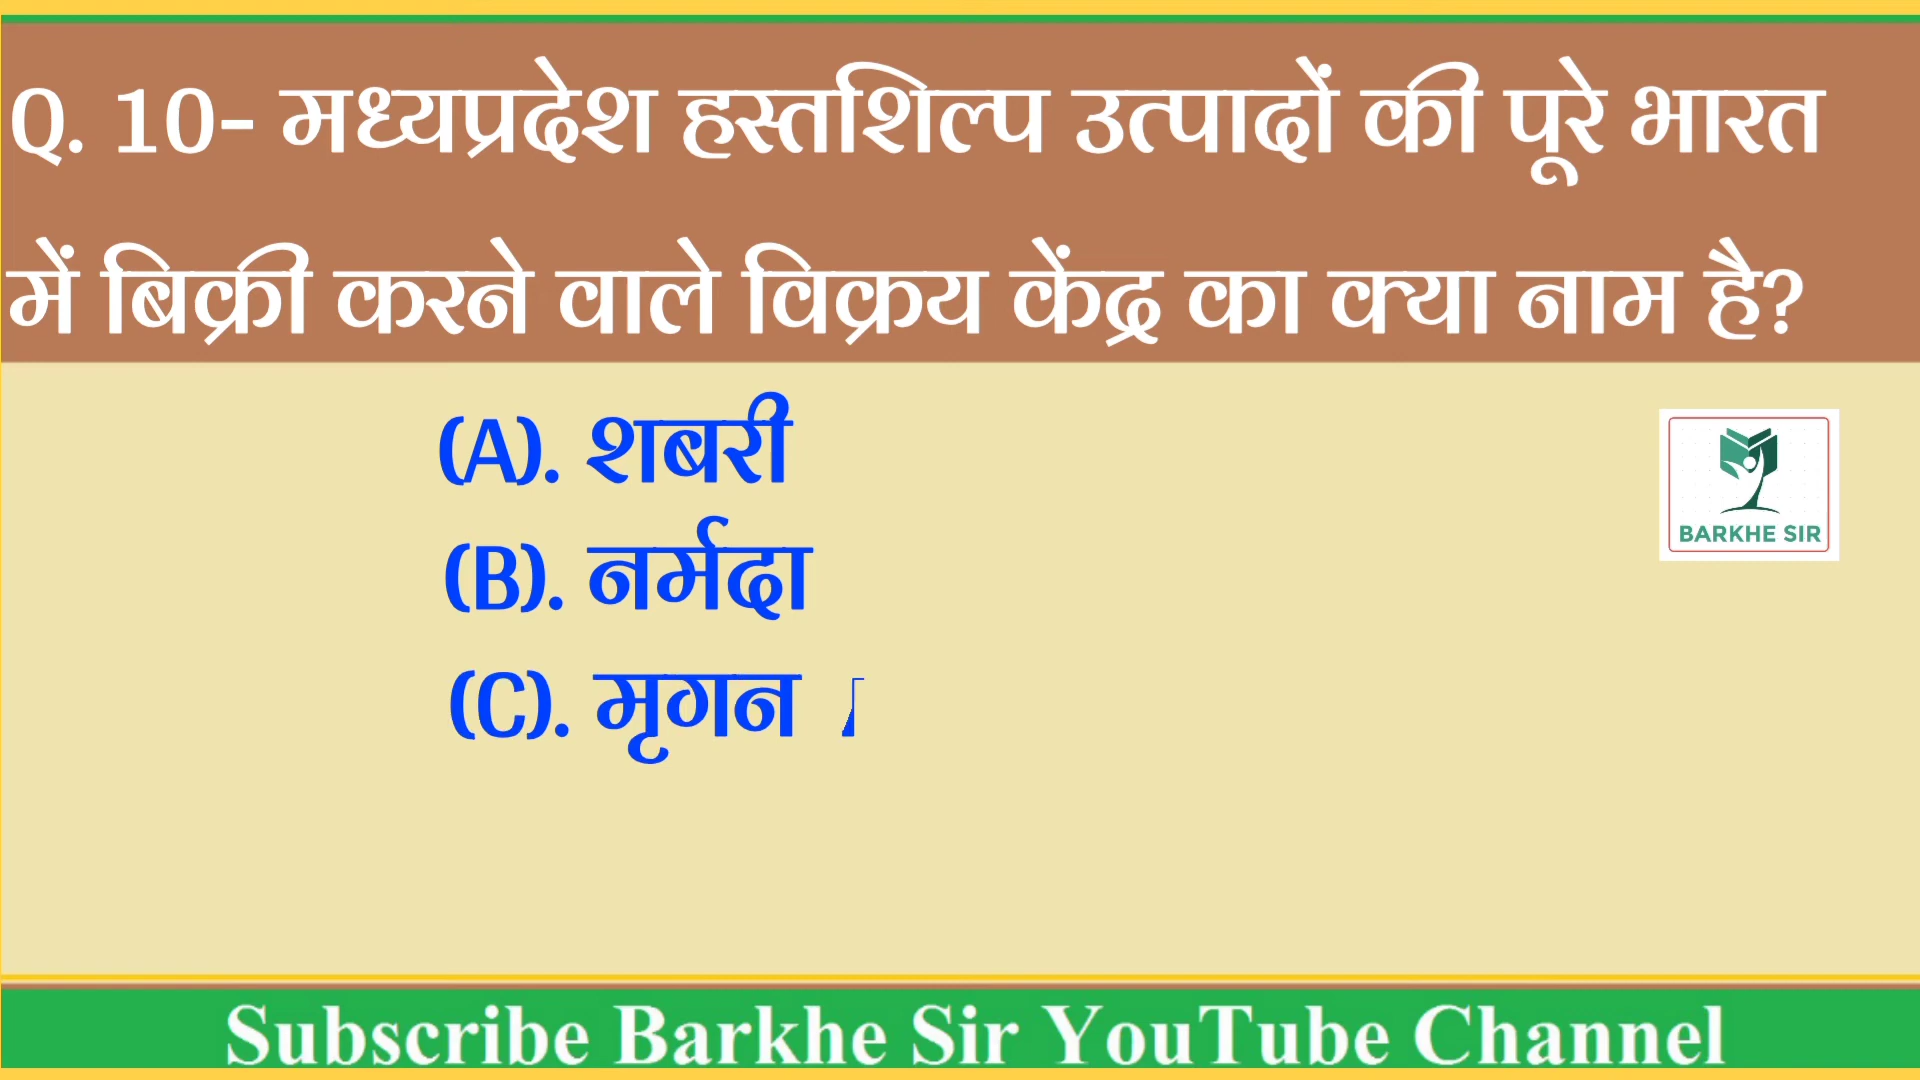 Q. 10- मध्यप्रदेश हस्तशिल्प उत्पादों की पूरे भारत
में बिक्री करने वाले विक्रय केंद्र का क्या नाम है?
(A). शबरी
BARKHE SIR
(B). नर्मदा
(C). मृगन
Subscribe Barkhe Sir YouTube Channel